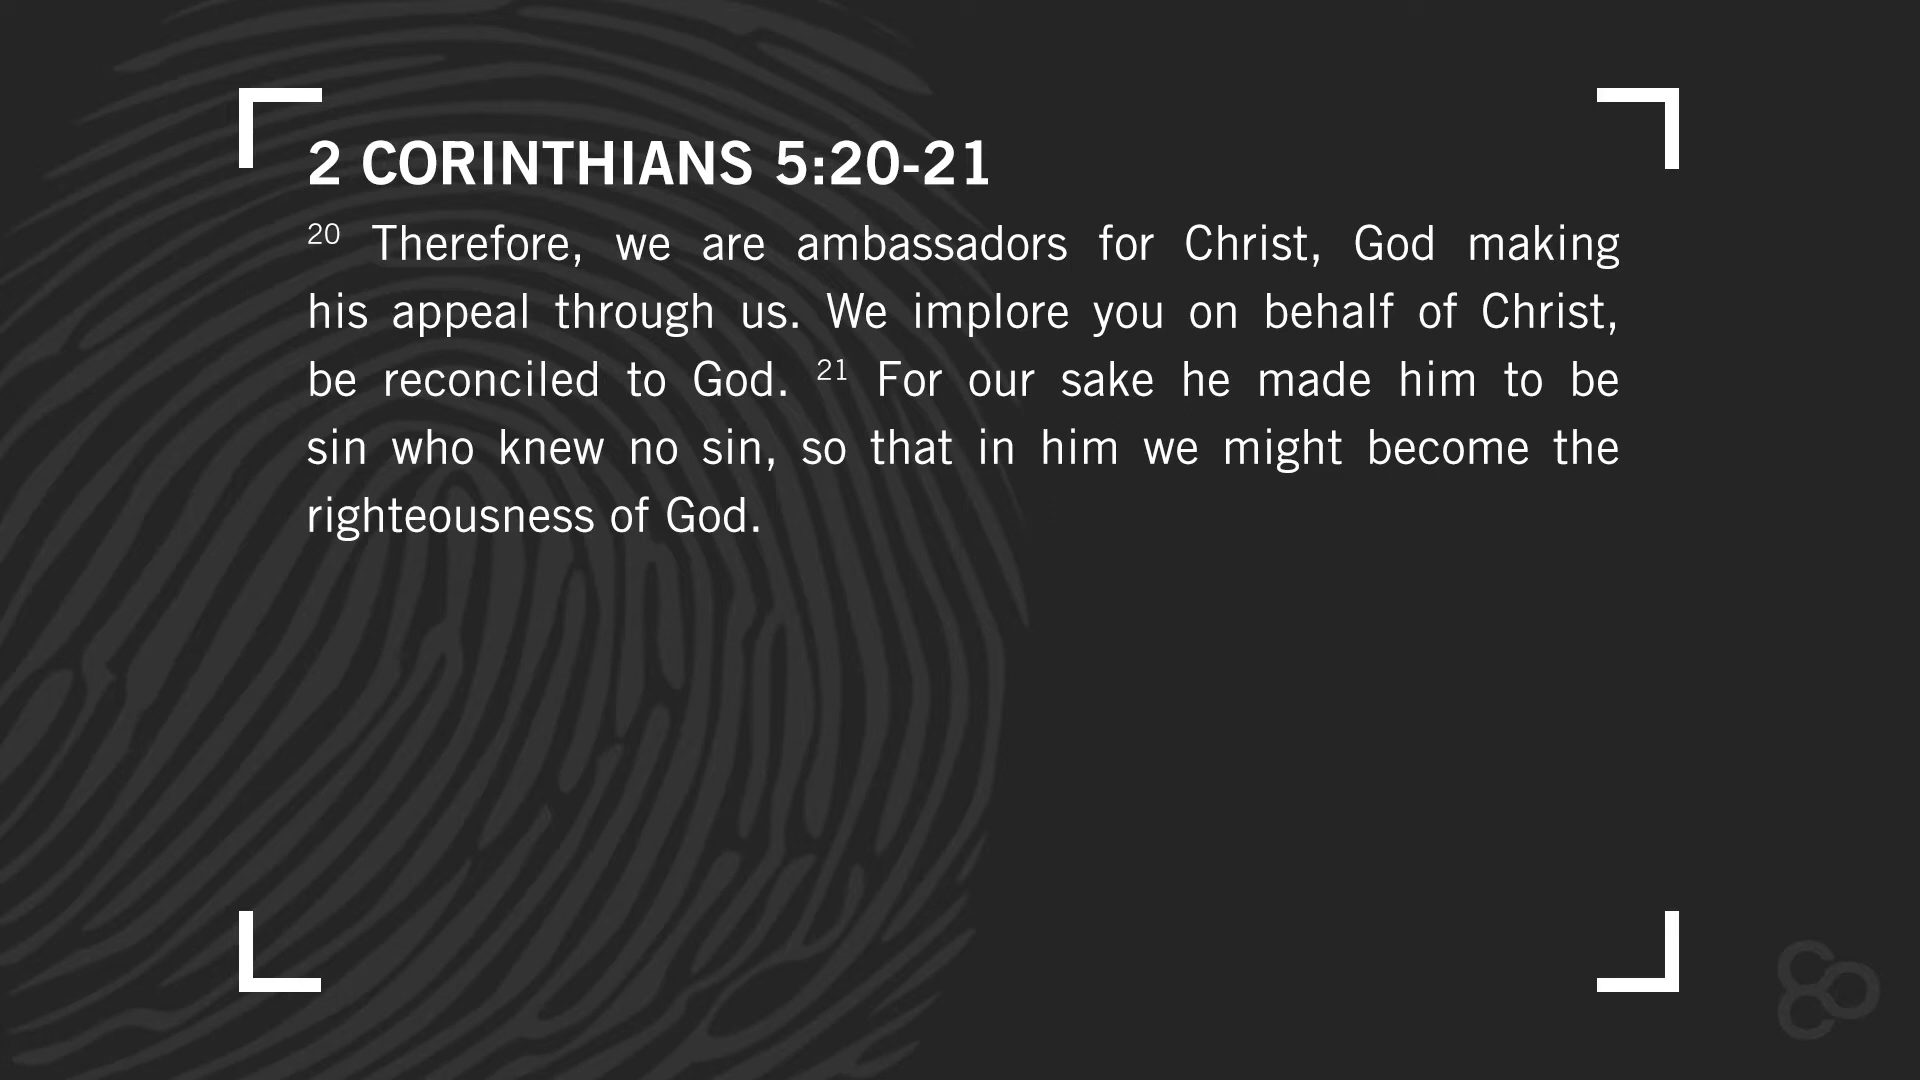 2 CORINTHIANS 5:20-21
20 Therefore, we are ambassadors for Christ, God making
his appeal through us. We implore you on behalf of Christ,
be reconciled to God. 21 For our sake he made him to be
sin who knew no sin, so that in him we might become the
righteousness of God.